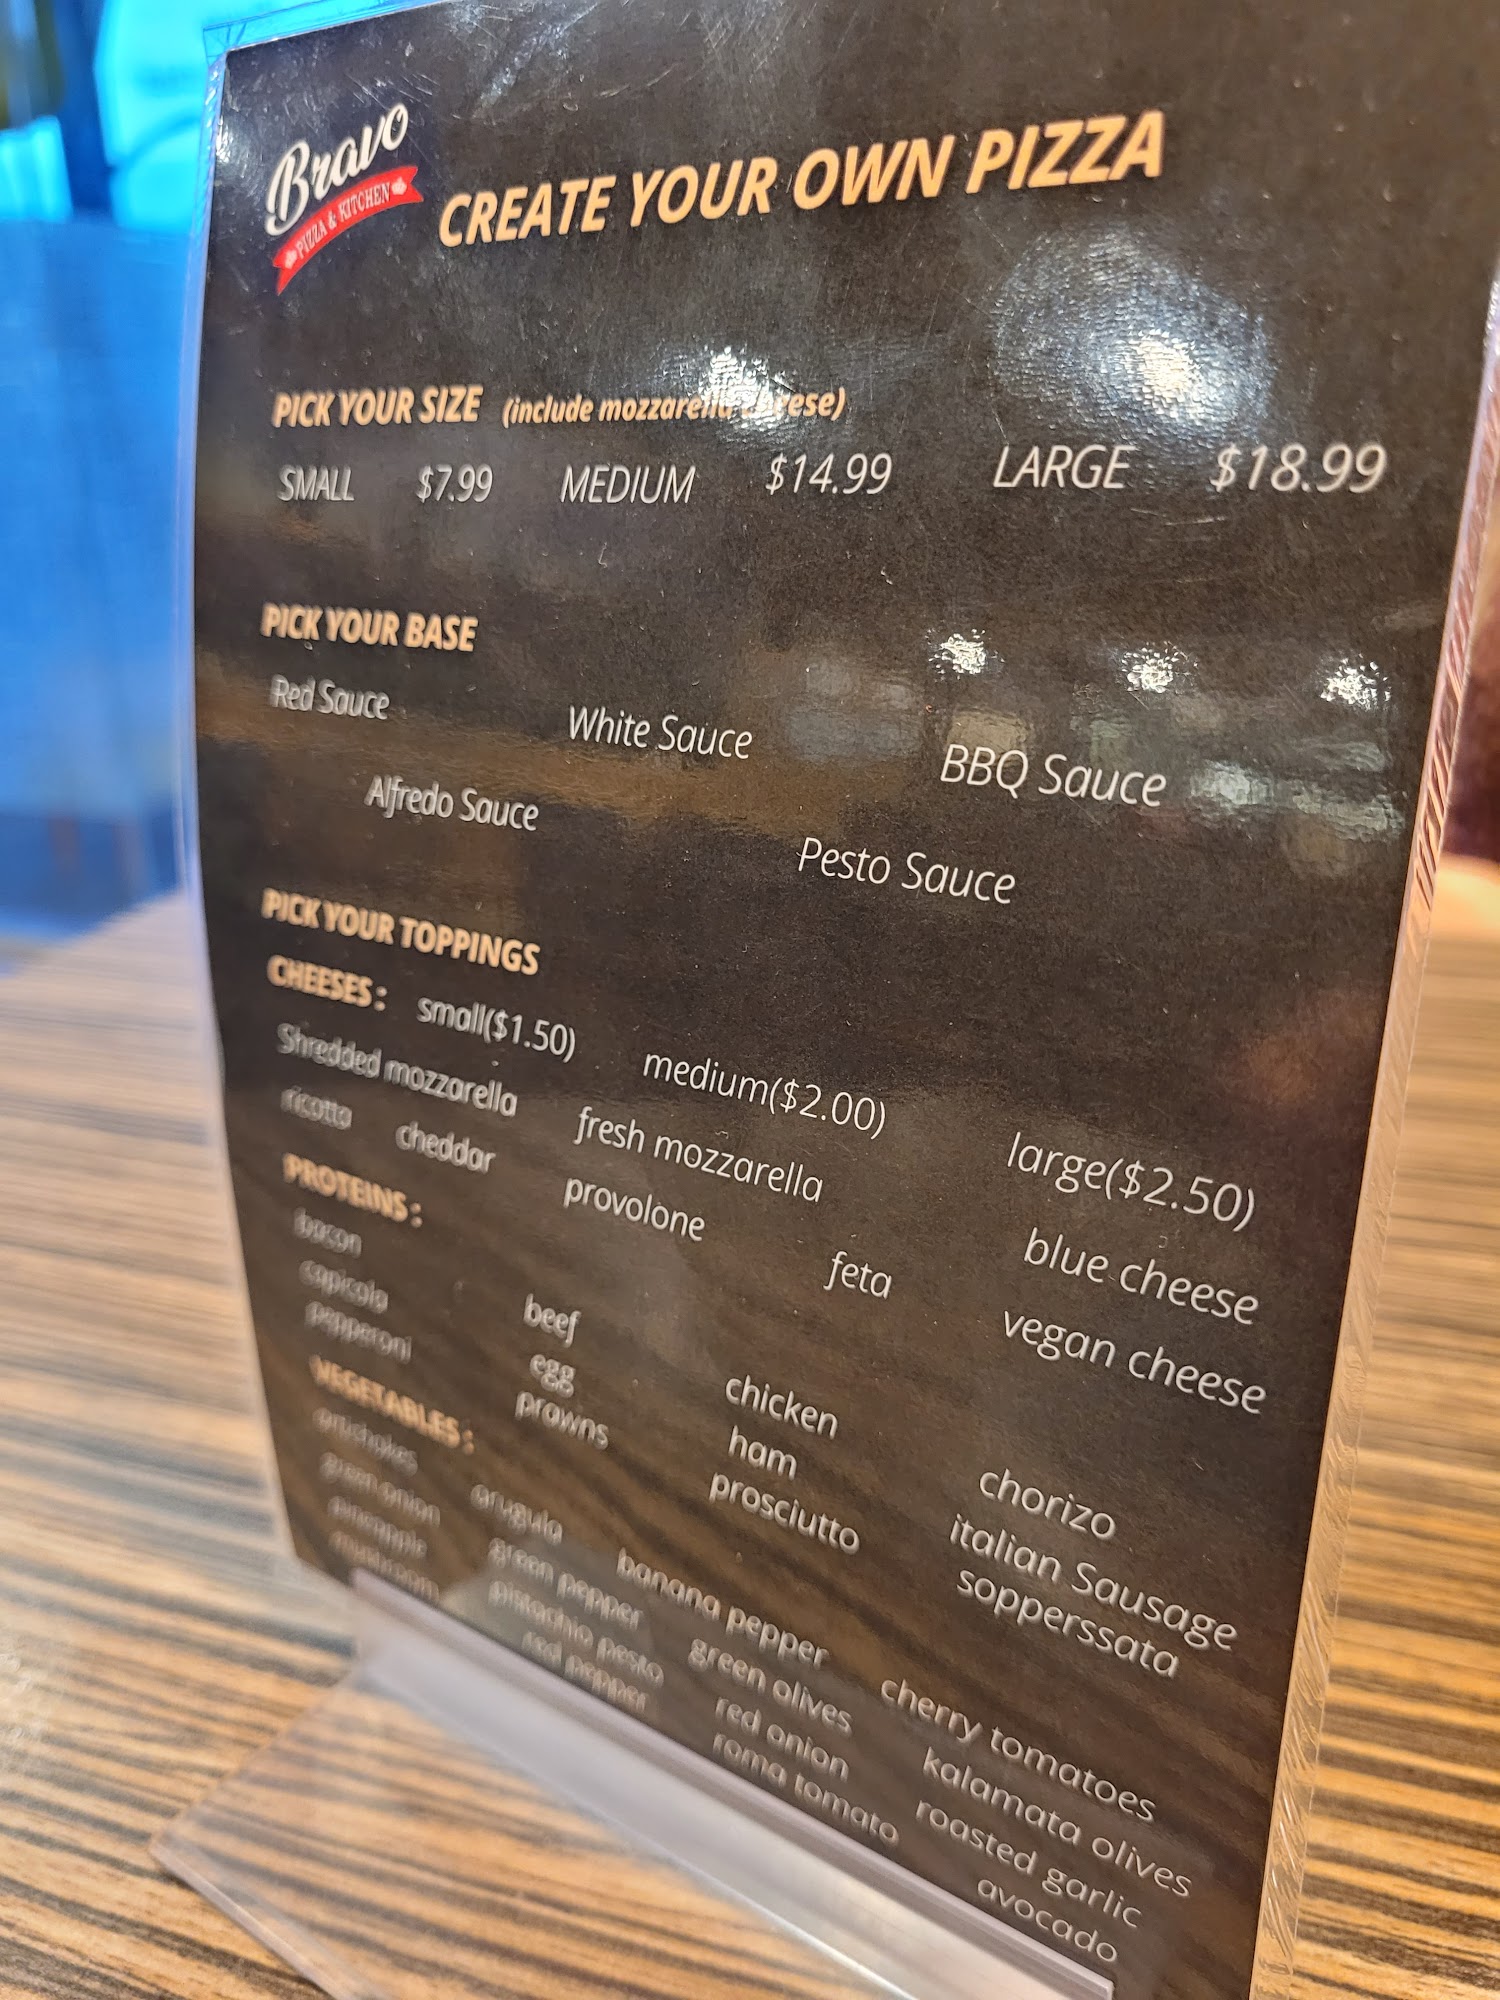 Bravo
PIZZA & KITCHEN
CREATE YOUR OWN PIZZA
PICK YOUR SIZE (include mozzarella cheese)
SMALL $7.99 MEDIUM $14.99 LARGE $18.99
PICK YOUR BASE
Red Sauce White Sauce BBQ Sauce
Alfredo Sauce Pesto Sauce
PICK YOUR TOPPINGS
CHEESES: small($1.50) medium($2.00) large($2.50)
Shredded mozzarella fresh mozzarella blue cheese
ricotta cheddar provolone feta vegan cheese
PROTEINS:
bacon beef chicken chorizo
capicola egg ham italian Sausage
pepperoni prawns prosciutto sopperssata
VEGETABLES:
arugula banana pepper cherry tomatoes
green onion green pepper green olives kalamata olives
pineapple pistachio pesto red onion roasted garlic
mushroom red pepper roma tomato avocado